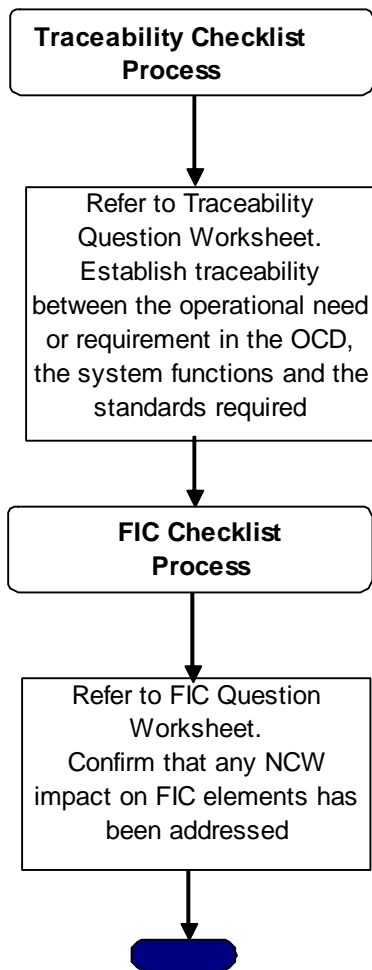 Traceability Checklist
Process
Refer to Traceability
Question Worksheet.
Establish traceability
between the operational need
or requirement in the OCD,
the system functions and the
standards required
FIC Checklist
Process
Refer to FIC Question
Worksheet.
Confirm that any NCW
impact on FIC elements has
been addressed